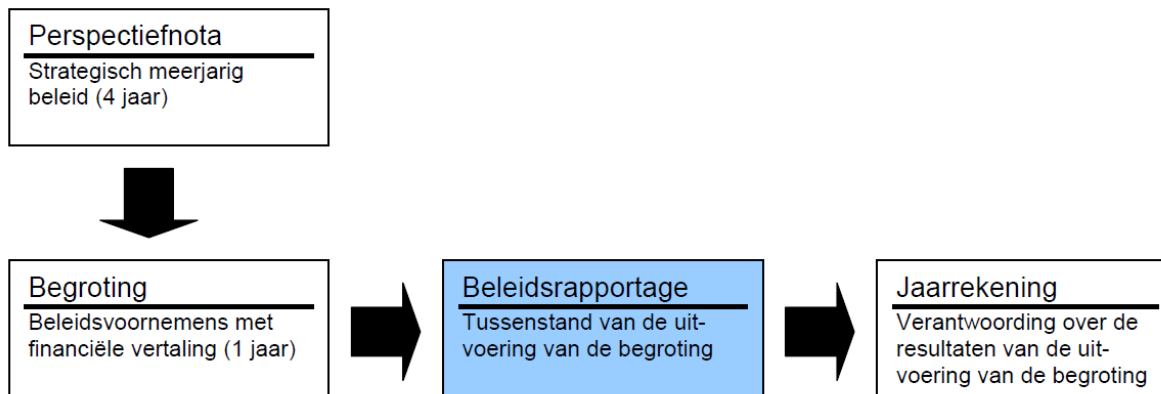 Perspectiefnota
Strategisch meerjarig
beleid (4 jaar)
Begroting
Beleidsvoornemens met
financiële vertaling (1 jaar)
Beleidsrapportage
Tussenstand van de uit-
voering van de begroting
Jaarrekening
Verantwoording over de
resultaten van de uit-
voering van de begroting